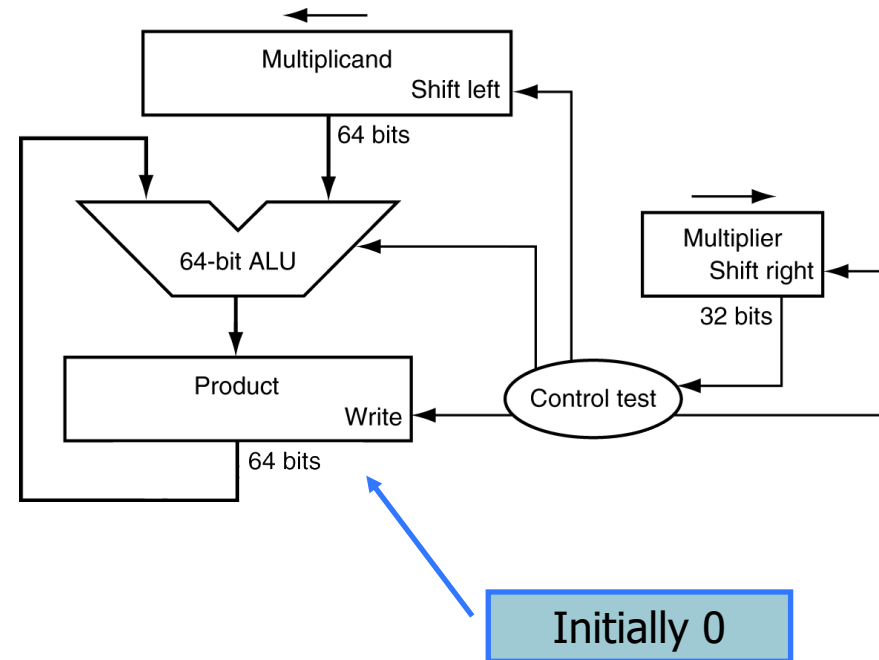 Multiplicand
Shift left
64 bits
64-bit ALU
Multiplier
Shift right
32 bits
Product
Write
Control test
64 bits
Initially 0